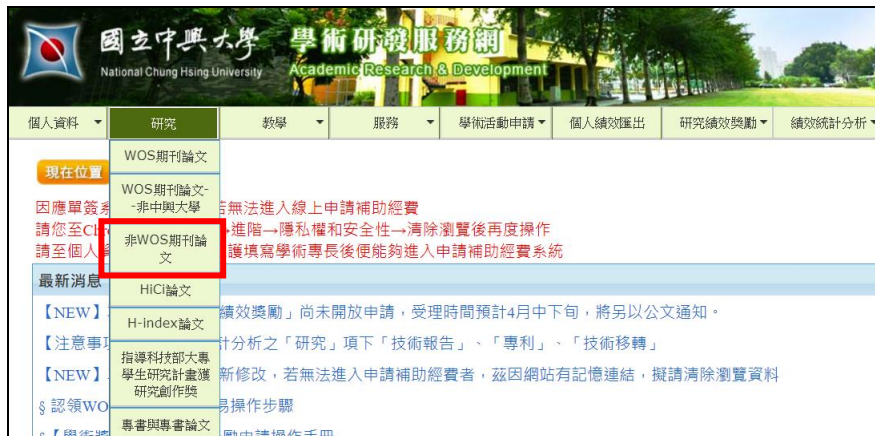 國立中興大學 學術研發服務網
National Chung Hsing University Academic Research & Development
個人資料 研究 教學 服務 學術活動申請 個人績效匯出 研究績效獎勵 績效統計分析
WOS期刊論文
現在位置
WOS期刊論文-
-非中興大學
因應單簽 若無法進入線上申請補助經費
請您至Ch →進階→隱私權和安全性→清除瀏覽後再度操作
非WOS期刊論
文
請至個人 護填寫學術專長後便能夠進入申請補助經費系統
最新消息
HiCi論文
【NEW】 績效獎勵」尚未開放申請,受理時間預計4月中下旬,將另以公文通知。
H-index論文
【注意事項 計分析之「研究」項下「技術報告」、「專利」、「技術移轉」
指導科技部大專
學生研究計畫獲
研究創作獎
【NEW】 新修改,若無法進入申請補助經費者,茲因網站有記憶連結,擬請清除瀏覽資料
§ 認領WO 易操作步驟
專書與專書論文
§【學術獎 勵申請操作手冊